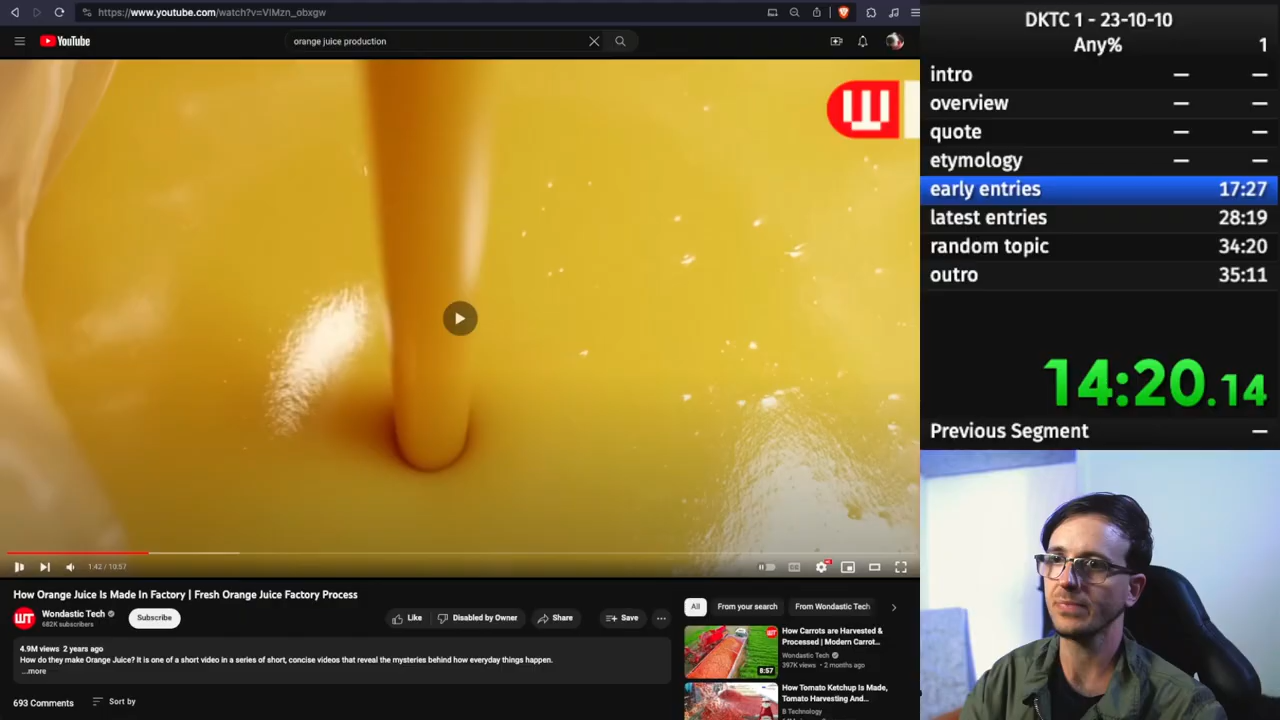 https://www.youtube.com/watch?v=VlMzn_obxgw
YouTube
orange juice production
1:42 / 10:57
How Orange Juice Is Made In Factory | Fresh Orange Juice Factory Process
Wondastic Tech
682K subscribers
Subscribe
Like
Disabled by Owner
Share
Save
4.9M views 2 years ago
How do they make Orange Juice? It is one of a short video in a series of short, concise videos that reveal the mysteries behind how everyday things happen.
...more
693 Comments
Sort by
All
From your search
From Wondastic Tech
How Carrots are Harvested &
Processed | Modern Carrot...
Wondastic Tech
397K views • 2 months ago
8:57
How Tomato Ketchup Is Made,
Tomato Harvesting And...
B Technology
DKTC 1 - 23-10-10
Any% 1
intro — —
overview — —
quote — —
etymology — —
early entries 17:27
latest entries 28:19
random topic 34:20
outro 35:11
14:20.14
Previous Segment —